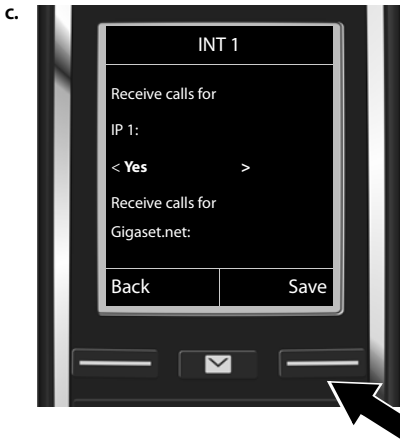 c.
INT 1
Receive calls for
IP 1:
< Yes >
Receive calls for
Gigaset.net:
Back Save